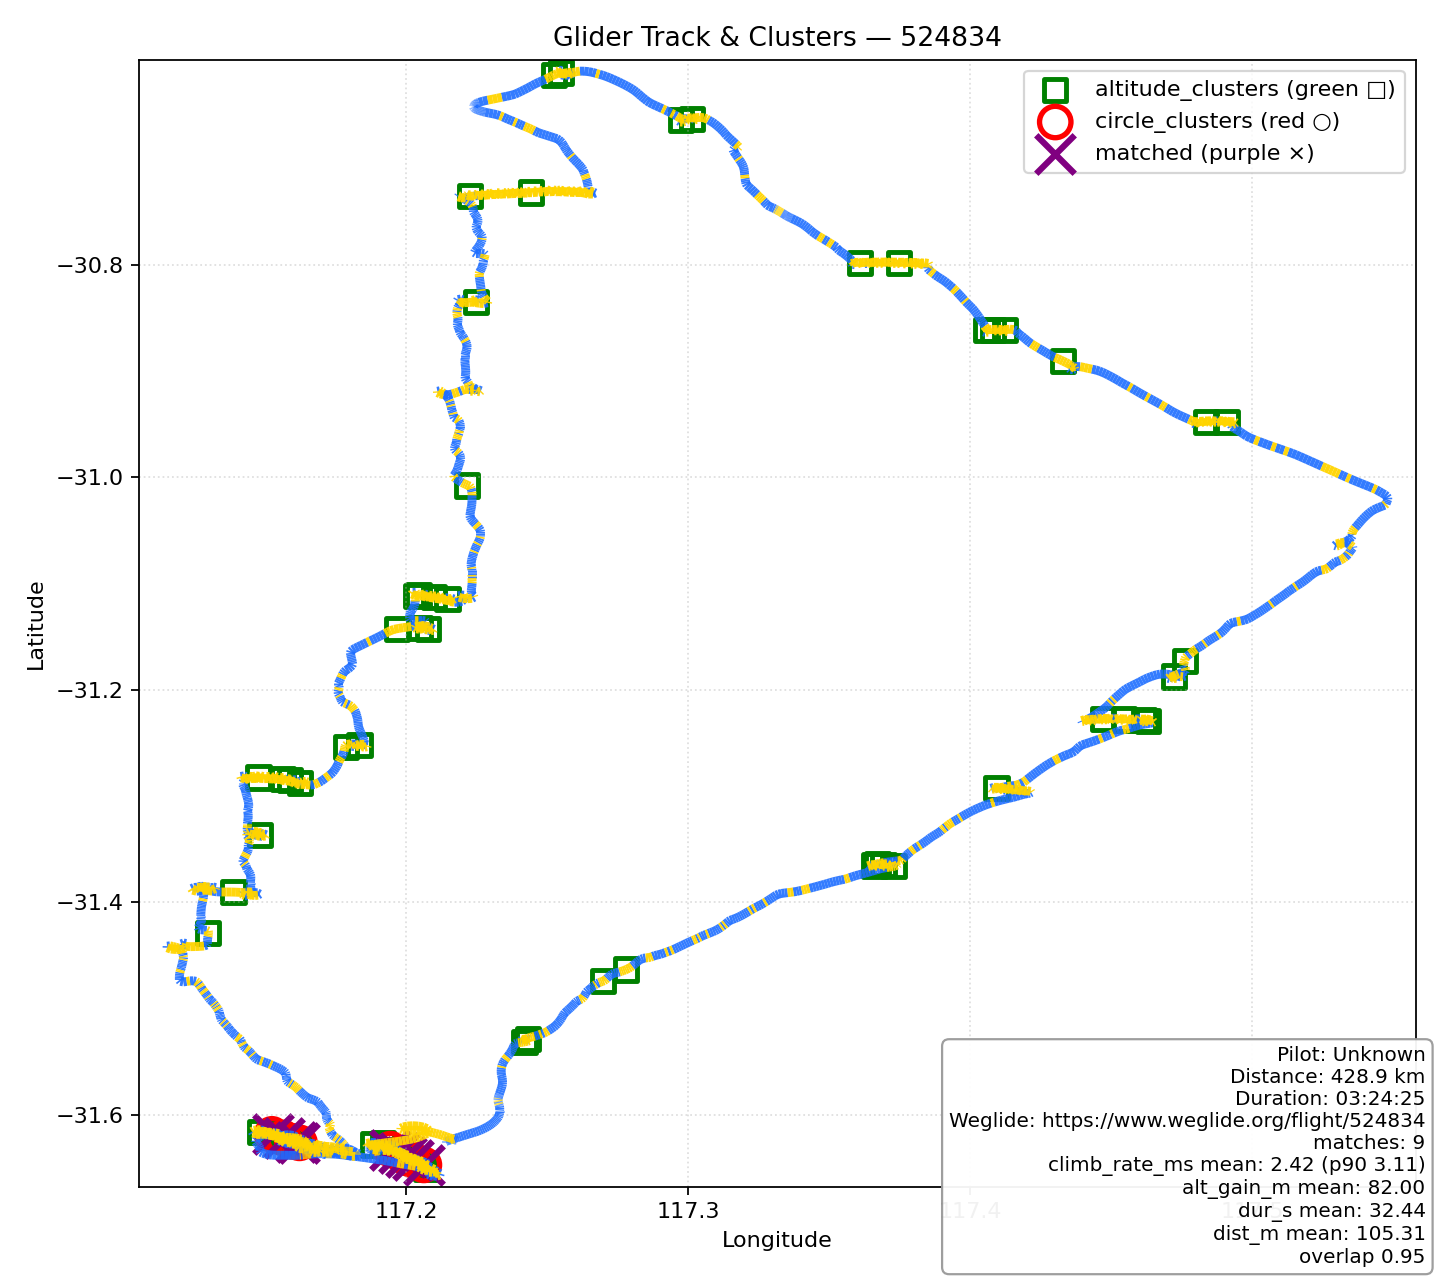 Glider Track & Clusters — 524834
altitude_clusters (green □)
circle_clusters (red ○)
matched (purple ×)
Latitude
−30.8
−31.0
−31.2
−31.4
−31.6
117.2
117.3
117.4
Longitude
Pilot: Unknown
Distance: 428.9 km
Duration: 03:24:25
Weglide: https://www.weglide.org/flight/524834
matches: 9
climb_rate_ms mean: 2.42 (p90 3.11)
alt_gain_m mean: 82.00
dur_s mean: 32.44
dist_m mean: 105.31
overlap 0.95